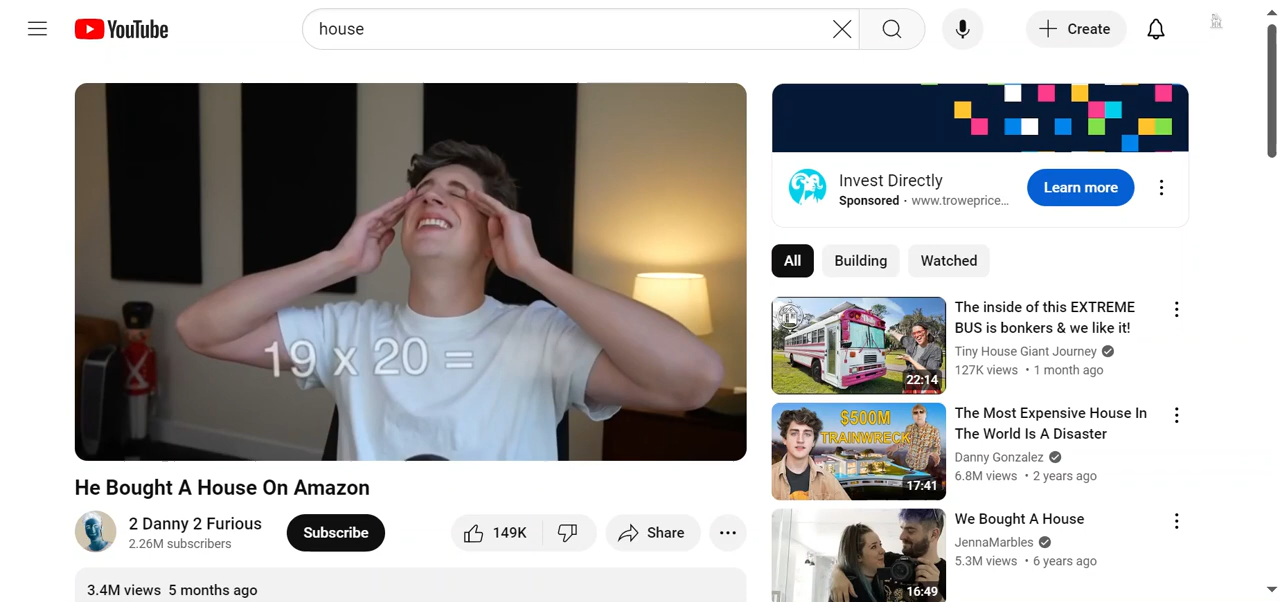 YouTube
house
Create
19 x 20 =
He Bought A House On Amazon
2 Danny 2 Furious
2.26M subscribers
Subscribe
149K
Share
3.4M views 5 months ago
Invest Directly
Sponsored · www.troweprice...
Learn more
All
Building
Watched
22:14
The inside of this EXTREME
BUS is bonkers & we like it!
Tiny House Giant Journey
127K views • 1 month ago
$500M
TRAINWRECK
17:41
The Most Expensive House In
The World Is A Disaster
Danny Gonzalez
6.8M views • 2 years ago
16:49
We Bought A House
JennaMarbles
5.3M views • 6 years ago